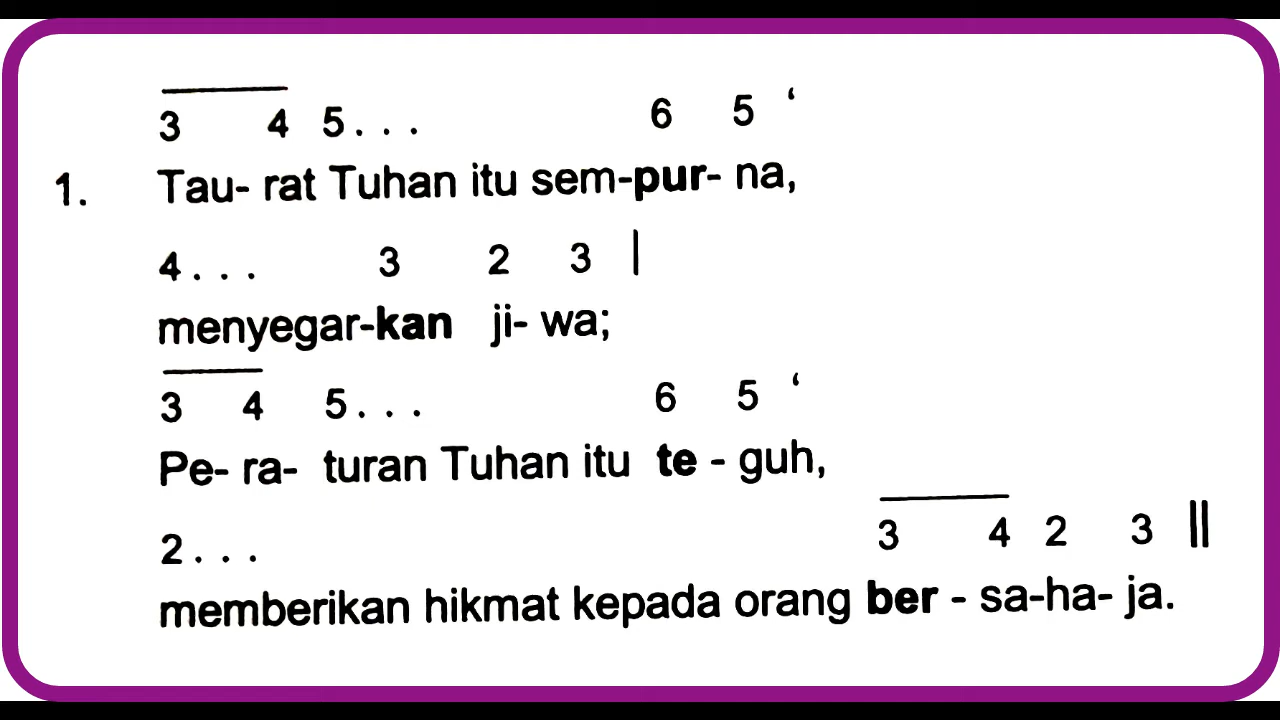 3 4 5 . . . 6 5 ‘
1. Tau- rat Tuhan itu sem-pur- na,
4 . . . 3 2 3 |
menyegar-kan ji- wa;
3 4 5 . . . 6 5 ‘
Pe- ra- turan Tuhan itu te - guh,
2 . . . 3 4 2 3 ||
memberikan hikmat kepada orang ber - sa-ha- ja.